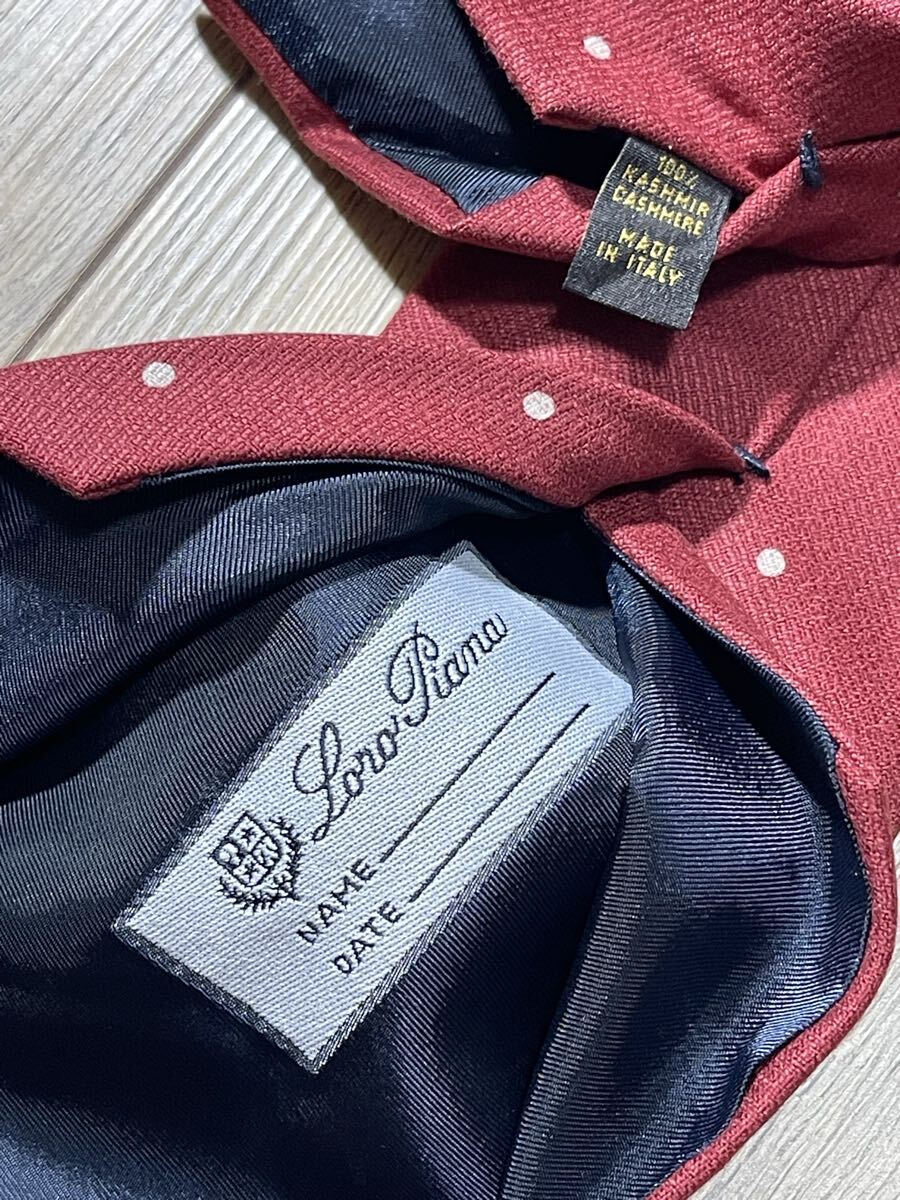 100%
KASHMIR
CASHMERE
MADE
IN ITALY
Loro Piana
NAME
DATE